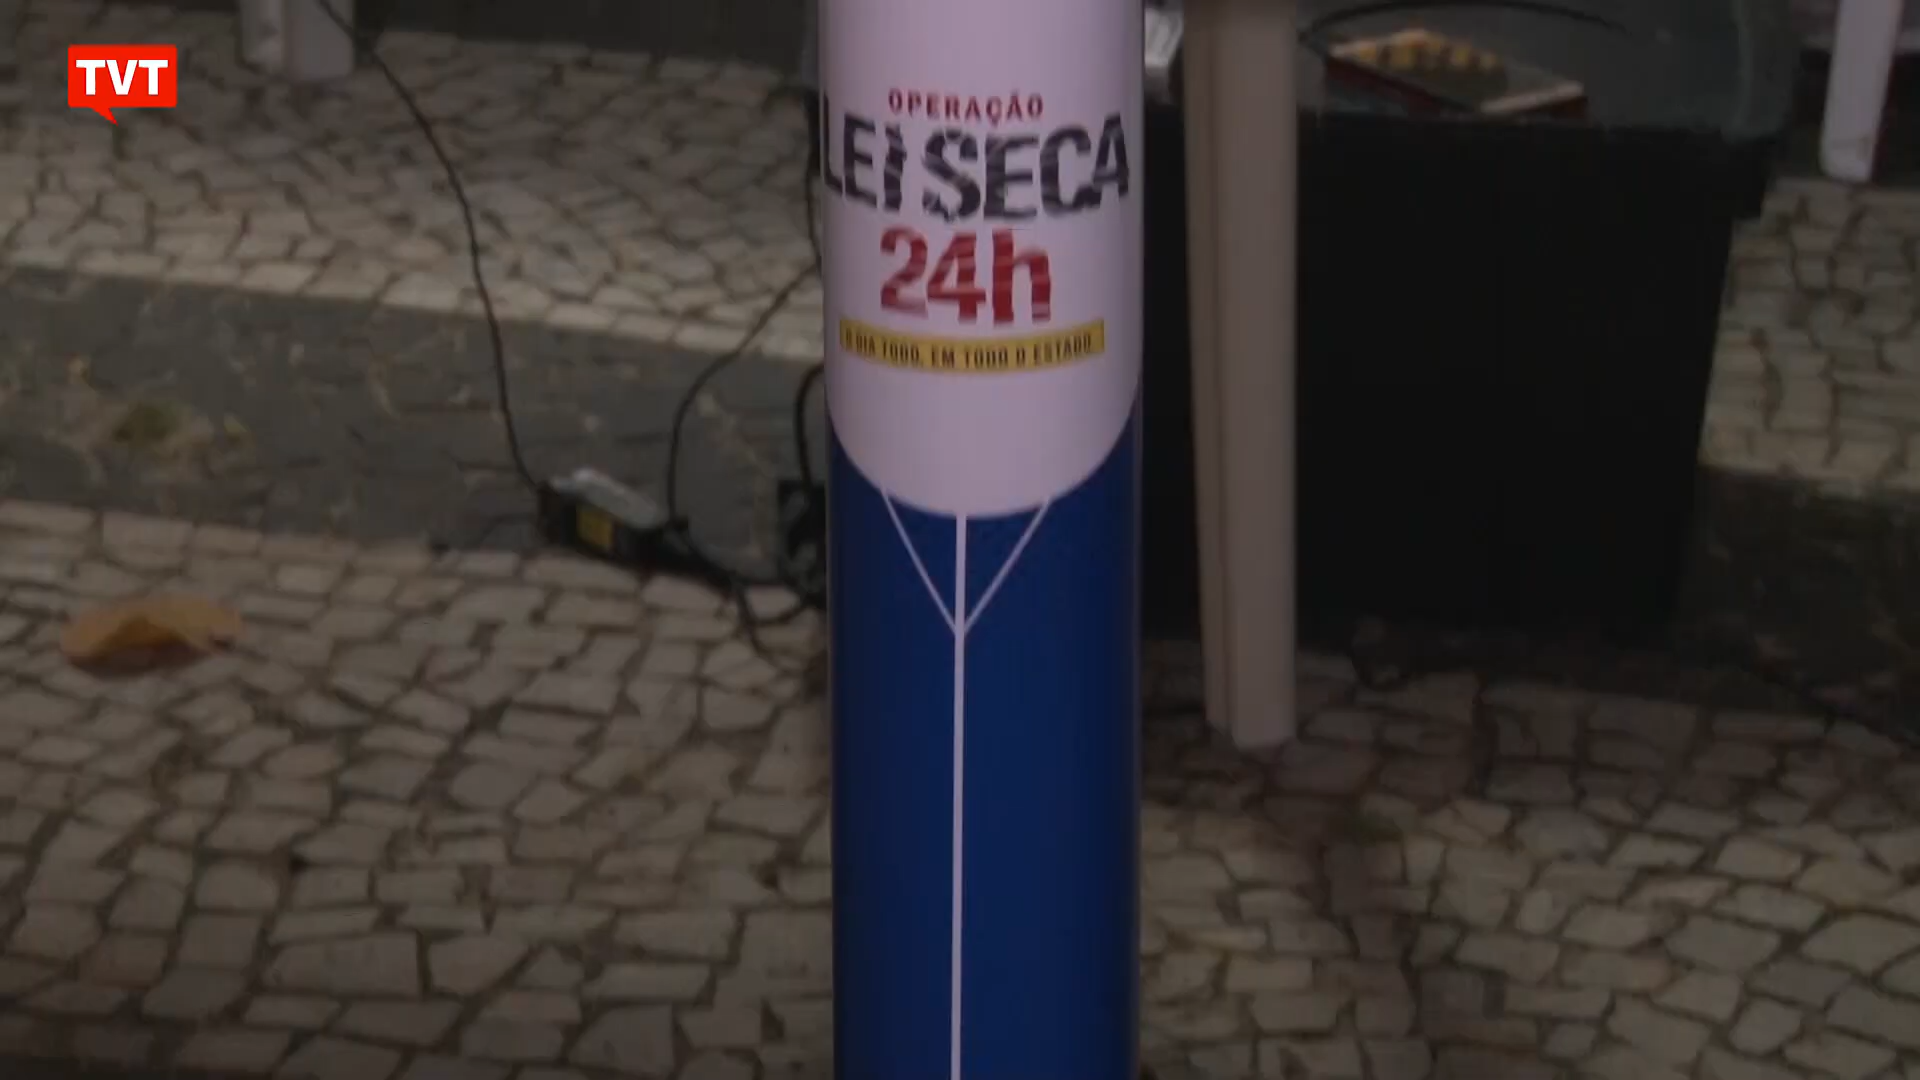 TVT
OPERAÇÃO
LEI SECA
24h
O DIA TODO, EM TODO O ESTADO.